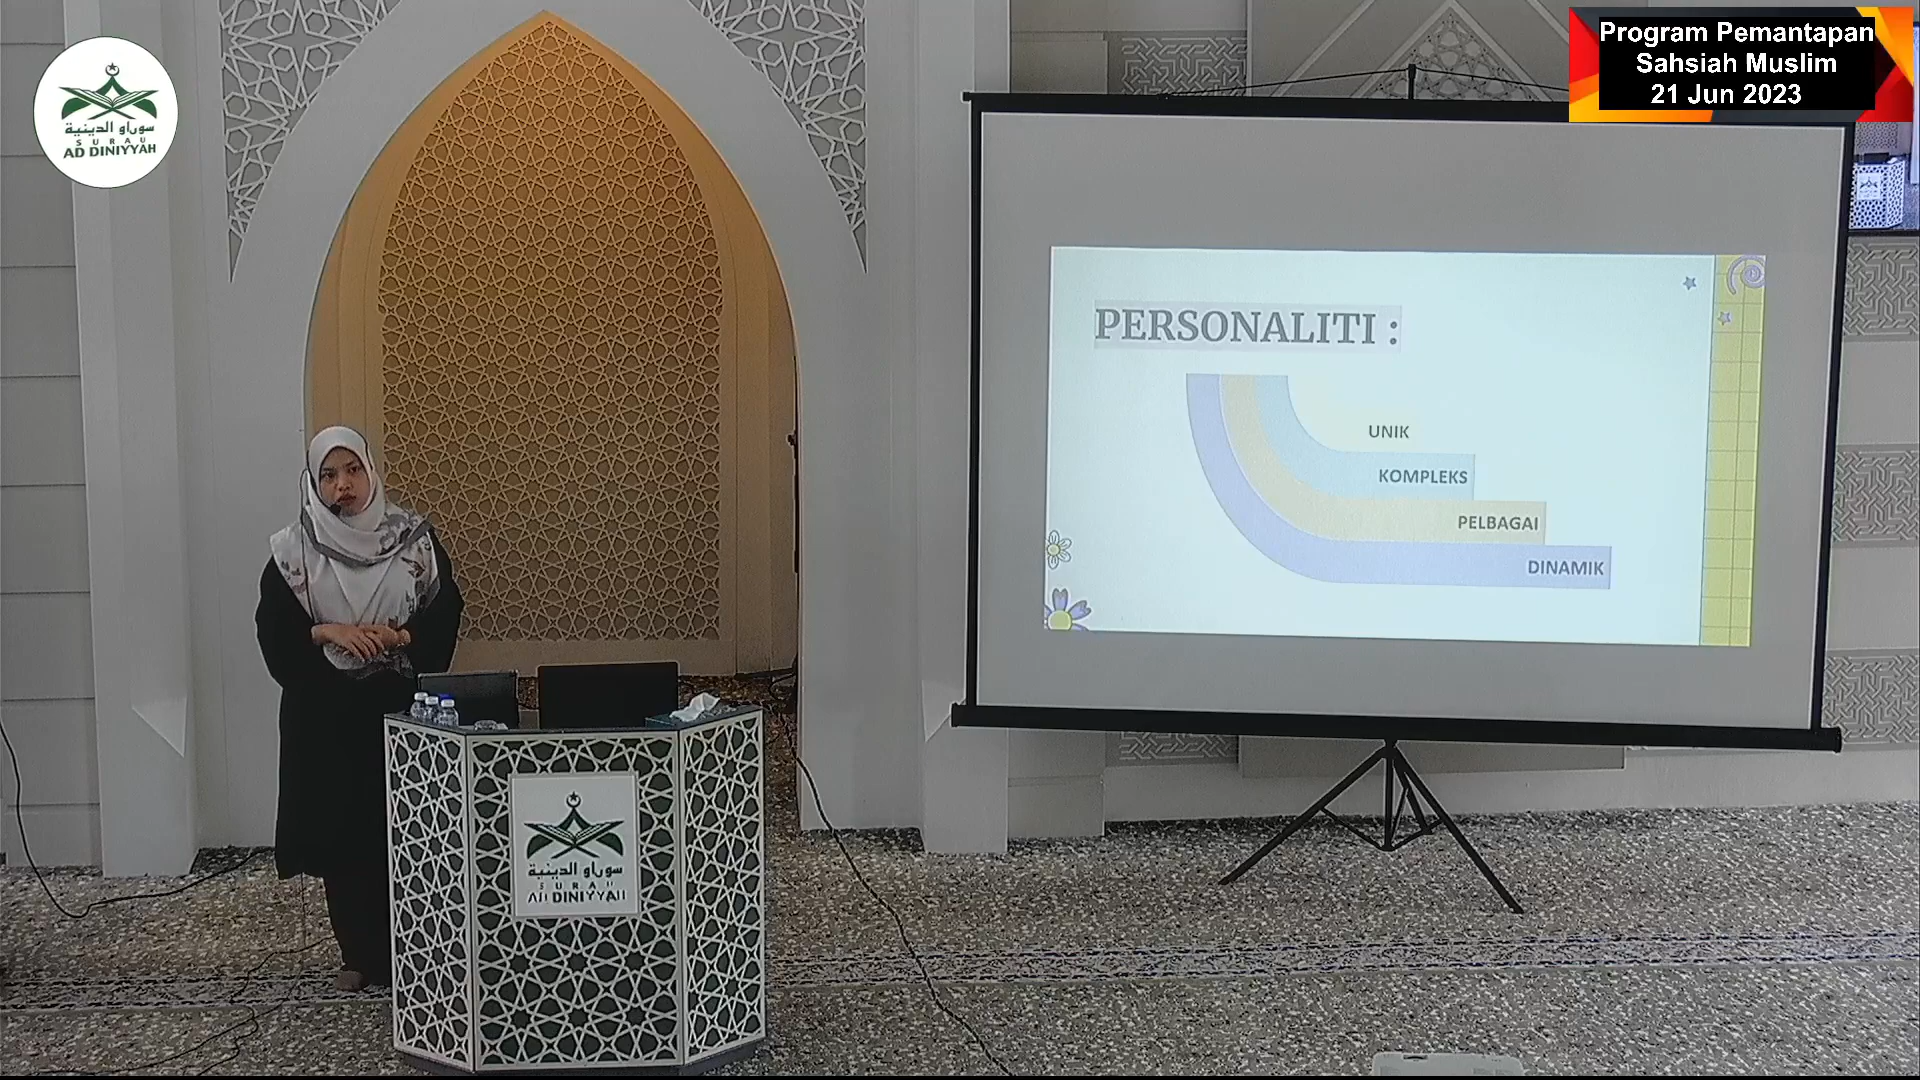 سوراو الدينية
SURAU
AD DINIYYAH
Program Pemantapan
Sahsiah Muslim
21 Jun 2023
PERSONALITI :
UNIK
KOMPLEKS
PELBAGAI
DINAMIK
سوراو الدينية
SURAU
AD DINIYYAH